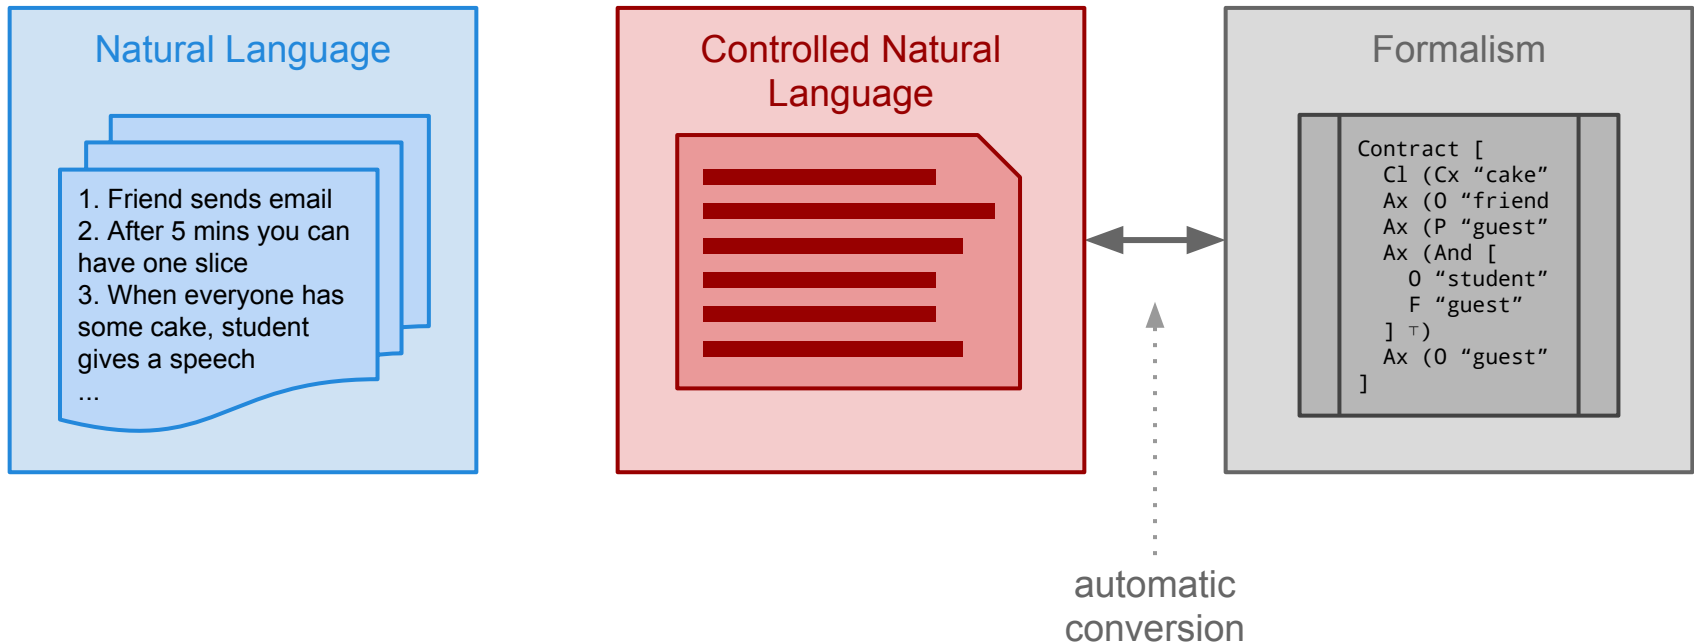 Natural Language
1. Friend sends email
2. After 5 mins you can
have one slice
3. When everyone has
some cake, student
gives a speech
...
Controlled Natural
Language
Formalism
Contract [
  Cl (Cx “cake”
  Ax (O “friend
  Ax (P “guest”
  Ax (And [
    O “student”
    F “guest”
  ] ⊤)
  Ax (O “guest”
]
automatic
conversion